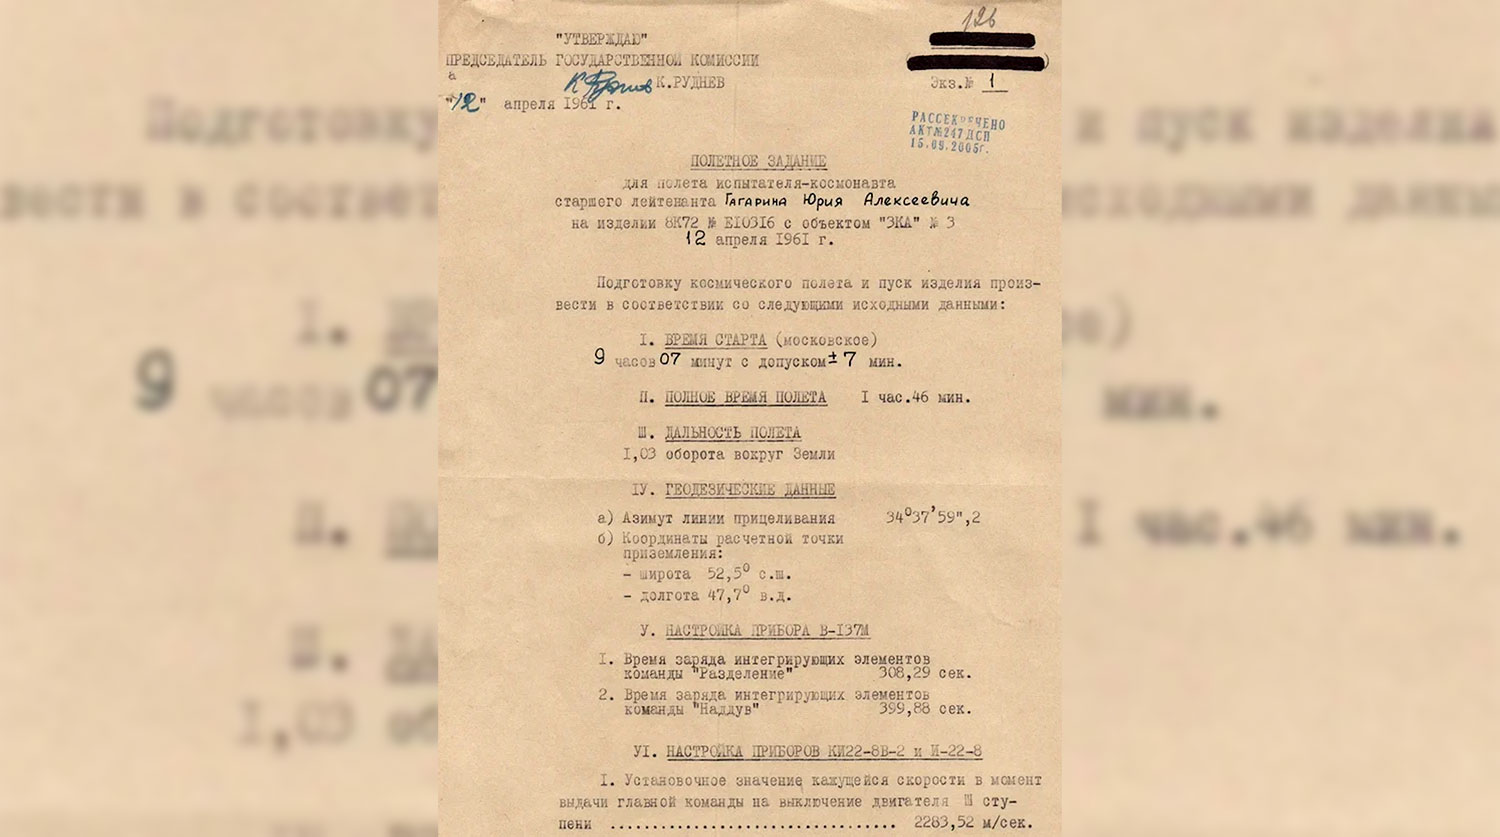 126
"УТВЕРЖДАЮ"
ПРЕДСЕДАТЕЛЬ ГОСУДАРСТВЕННОЙ КОМИССИИ
К.РУДНЕВ
Экз.№ 1
"12" апреля 1961 г.
РАССЕКРЕЧЕНО
АКТ №247 ДСП
15.09.2005г.
ПОЛЕТНОЕ ЗАДАНИЕ
для полета испытателя-космонавта
старшего лейтенанта Гагарина Юрия Алексеевича
на изделии 8К72 № Е10316 с объектом "3КА" № 3
12 апреля 1961 г.
Подготовку космического полета и пуск изделия произ-
вести в соответствии со следующими исходными данными:
I. ВРЕМЯ СТАРТА (московское)
9 часов 07 минут с допуском ± 7 мин.
П. ПОЛНОЕ ВРЕМЯ ПОЛЕТА I час.46 мин.
Ш. ДАЛЬНОСТЬ ПОЛЕТА
I,03 оборота вокруг Земли
IУ. ГЕОДЕЗИЧЕСКИЕ ДАННЫЕ
а) Азимут линии прицеливания 34°37'59",2
б) Координаты расчетной точки
приземления:
- широта 52,5° с.ш.
- долгота 47,7° в.д.
У. НАСТРОЙКА ПРИБОРА В-I37М
I. Время заряда интегрирующих элементов
команды "Разделение" 308,29 сек.
2. Время заряда интегрирующих элементов
команды "Наддув" 399,88 сек.
УI. НАСТРОЙКА ПРИБОРОВ КИ22-8В-2 и И-22-8
I. Установочное значение кажущейся скорости в момент
выдачи главной команды на выключение двигателя Ш сту-
пени ................................ 2283,52 м/сек.